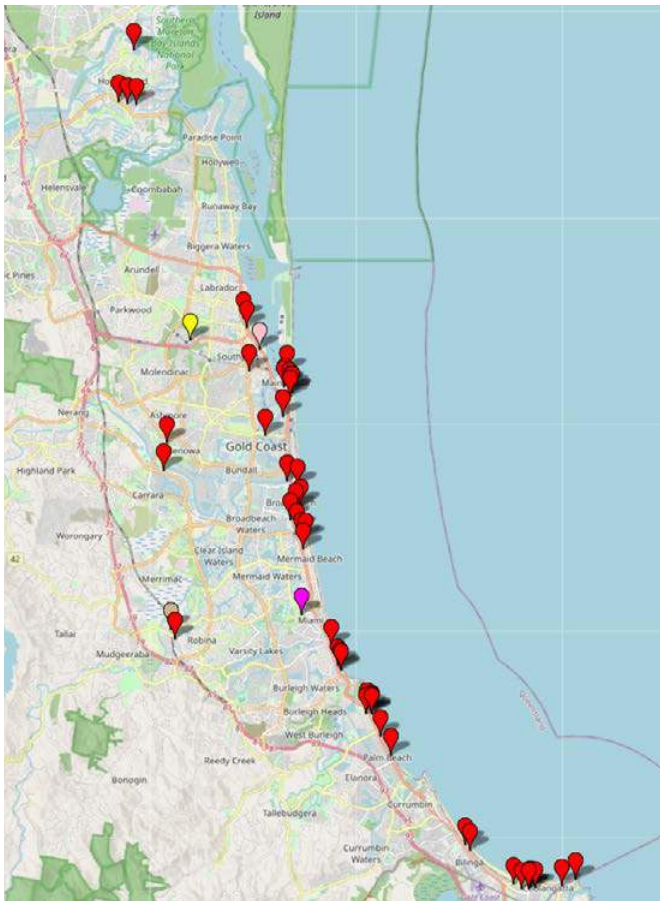 Island
Southern
Moreton
Bay Islands
National
Park
Paradise Point
Hollywell
Helensvale
Coombabah
Runaway Bay
Biggera Waters
Arundell
Labrador
Parkwood
Molendinar
Nerang
Ashmore
Gold Coast
Highland Park
Bundall
Carrara
Worongary
Broadbeach
Waters
Clear Island
Waters
Mermaid Beach
42
Merrimac
Mermaid Waters
Miami
Tallai
Robina
Mudgeeraba
Varsity Lakes
Burleigh Waters
Burleigh Heads
West Burleigh
Queensland
Reedy Creek
Palm Beach
Bonogin
Elanora
Tallebudgera
Currumbin
Currumbin
Waters
Bilinga
Gold Coast